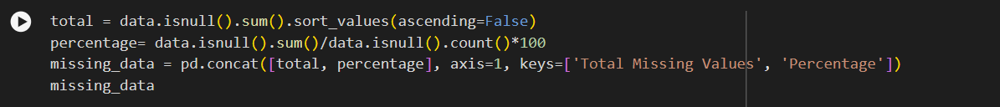 total = data.isnull().sum().sort_values(ascending=False)
percentage= data.isnull().sum()/data.isnull().count()*100
missing_data = pd.concat([total, percentage], axis=1, keys=['Total Missing Values', 'Percentage'])
missing_data